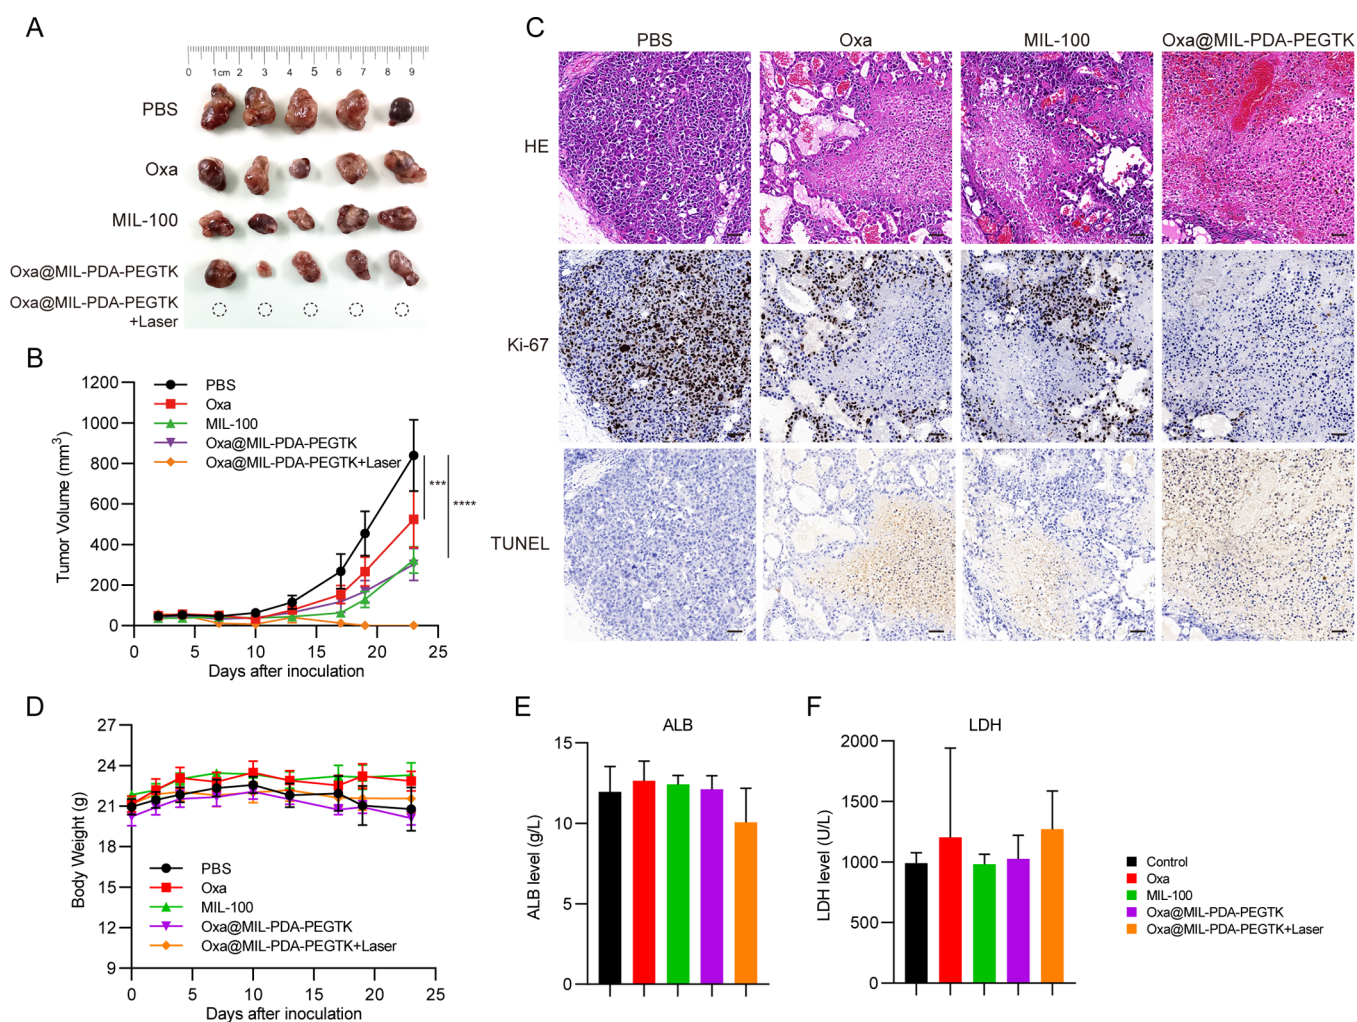 A
0 1cm 2 3 4 5 6 7 8 9
PBS
Oxa
MIL-100
Oxa@MIL-PDA-PEGTK
Oxa@MIL-PDA-PEGTK
+Laser
B
1200
1000
800
600
400
200
0
Tumor Volume (mm³)
PBS
Oxa
MIL-100
Oxa@MIL-PDA-PEGTK
Oxa@MIL-PDA-PEGTK+Laser
***
****
0 5 10 15 20 25
Days after inoculation
C
PBS Oxa MIL-100 Oxa@MIL-PDA-PEGTK
HE
Ki-67
TUNEL
D
27
24
21
18
15
12
9
Body Weight (g)
PBS
Oxa
MIL-100
Oxa@MIL-PDA-PEGTK
Oxa@MIL-PDA-PEGTK+Laser
0 5 10 15 20 25
Days after inoculation
E
ALB
15
10
5
0
ALB level (g/L)
F
LDH
2000
1500
1000
500
0
LDH level (U/L)
Control
Oxa
MIL-100
Oxa@MIL-PDA-PEGTK
Oxa@MIL-PDA-PEGTK+Laser